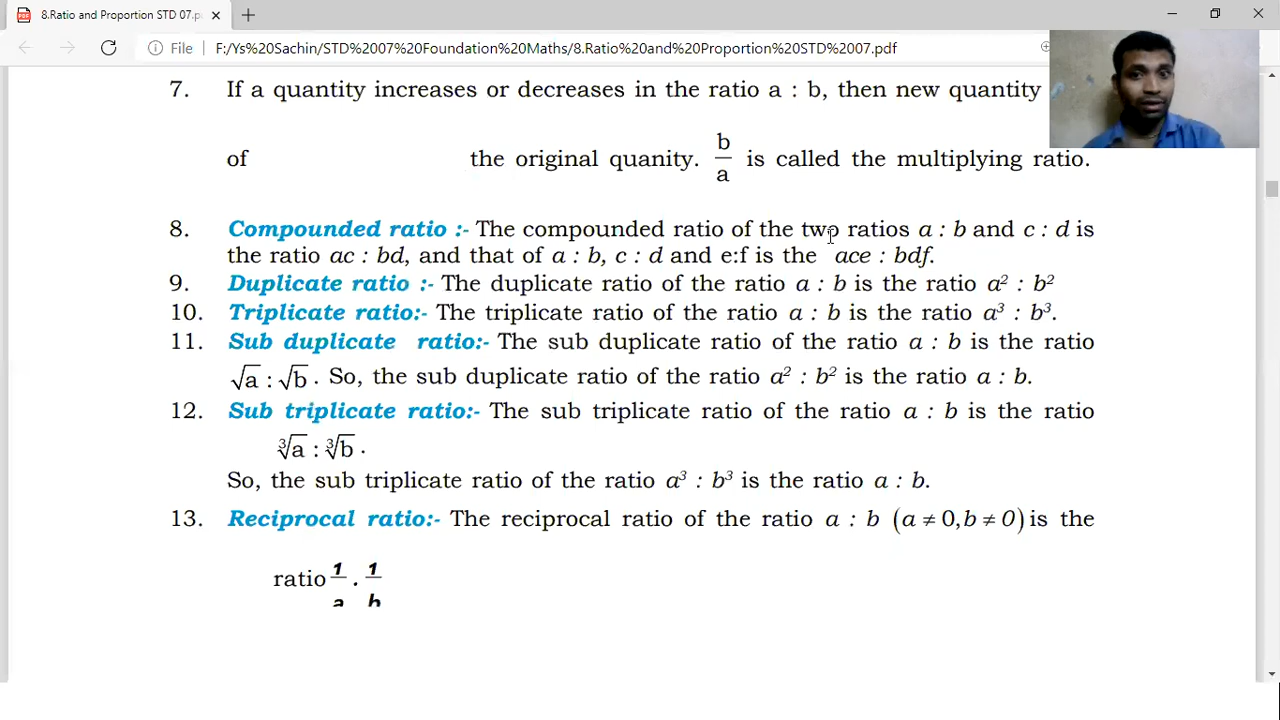 8.Ratio and Proportion STD 07.p
File F:/Ys%20Sachin/STD%2007%20Foundation%20Maths/8.Ratio%20and%20Proportion%20STD%2007.pdf
7. If a quantity increases or decreases in the ratio a : b, then new quantity
of the original quanity. b/a is called the multiplying ratio.
8. Compounded ratio :- The compounded ratio of the two ratios a : b and c : d is
the ratio ac : bd, and that of a : b, c : d and e:f is the ace : bdf.
9. Duplicate ratio :- The duplicate ratio of the ratio a : b is the ratio a² : b²
10. Triplicate ratio:- The triplicate ratio of the ratio a : b is the ratio a³ : b³.
11. Sub duplicate ratio:- The sub duplicate ratio of the ratio a : b is the ratio
√a : √b . So, the sub duplicate ratio of the ratio a² : b² is the ratio a : b.
12. Sub triplicate ratio:- The sub triplicate ratio of the ratio a : b is the ratio
∛a : ∛b .
So, the sub triplicate ratio of the ratio a³ : b³ is the ratio a : b.
13. Reciprocal ratio:- The reciprocal ratio of the ratio a : b (a ≠ 0,b ≠ 0) is the
ratio 1/a . 1/b